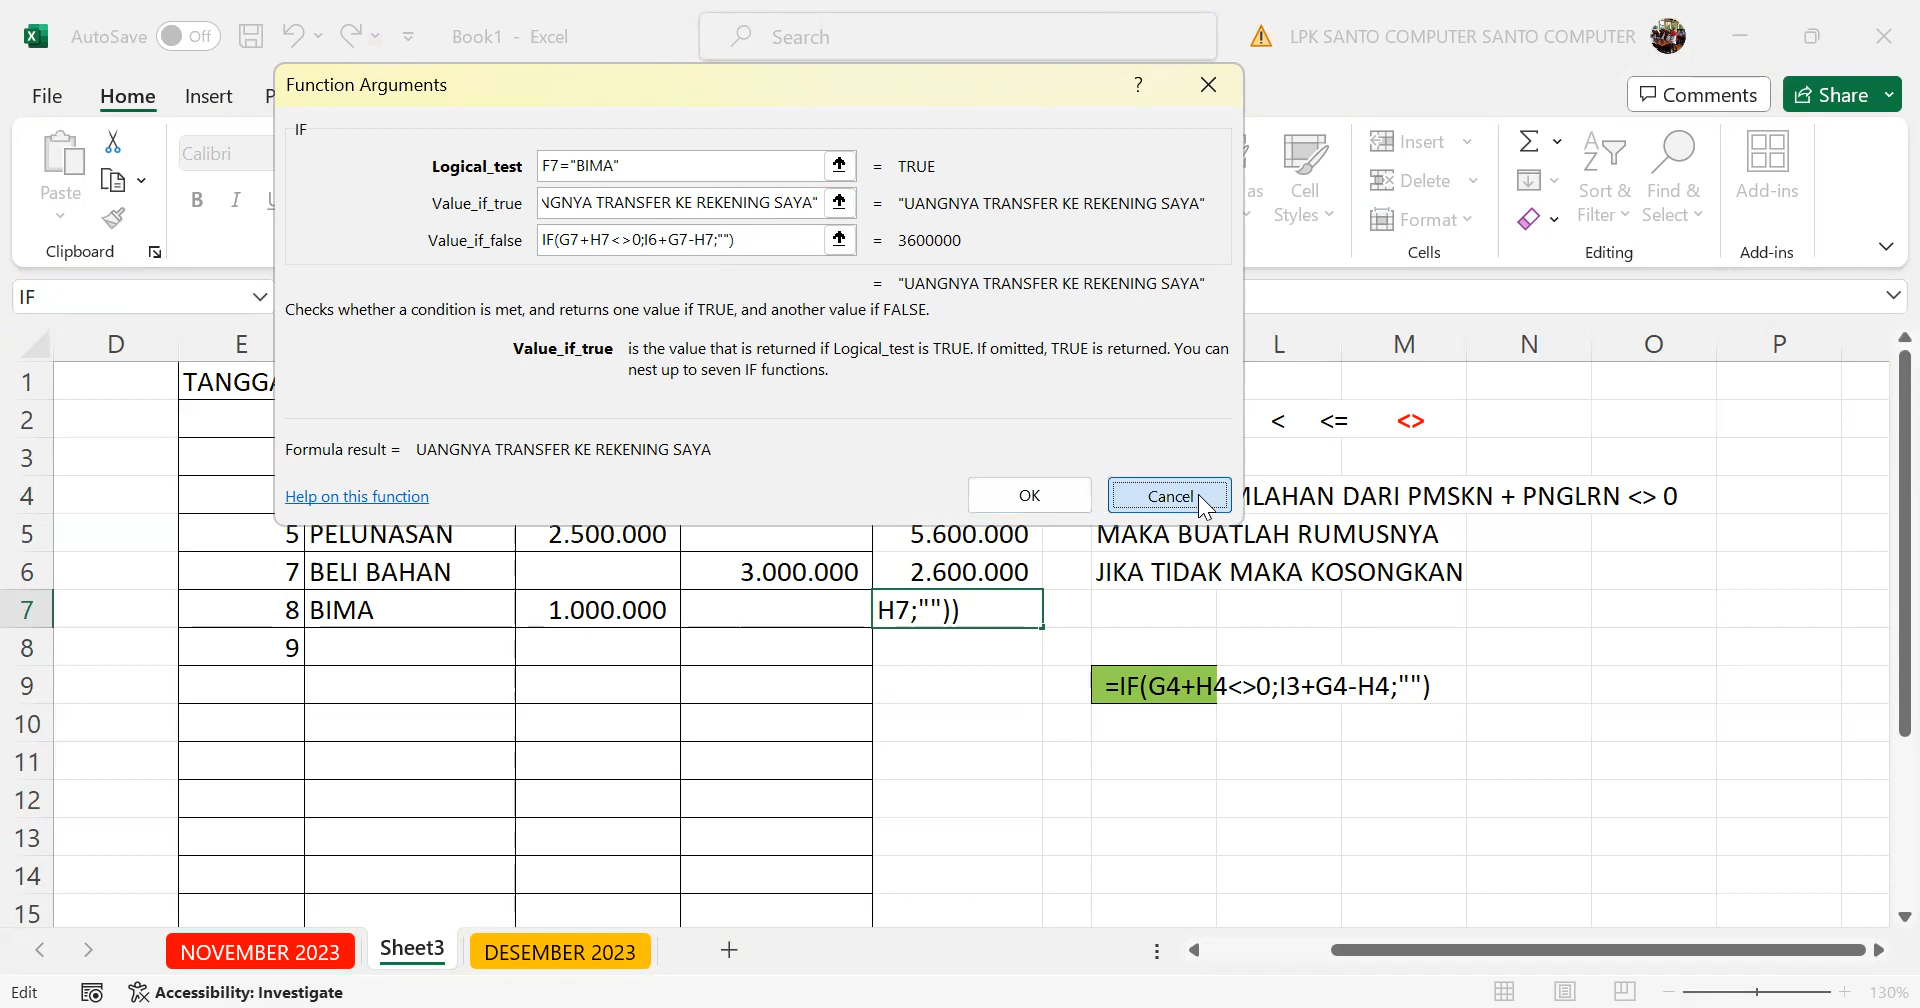 AutoSave Off Book1 - Excel Search LPK SANTO COMPUTER SANTO COMPUTER
File Home Insert P Comments Share
Function Arguments ?
IF
Logical_test F7="BIMA" = TRUE
Value_if_true NGNYA TRANSFER KE REKENING SAYA" = "UANGNYA TRANSFER KE REKENING SAYA"
Value_if_false IF(G7+H7<>0;I6+G7-H7;"") = 3600000
= "UANGNYA TRANSFER KE REKENING SAYA"
Checks whether a condition is met, and returns one value if TRUE, and another value if FALSE.
Value_if_true is the value that is returned if Logical_test is TRUE. If omitted, TRUE is returned. You can
nest up to seven IF functions.
Formula result = UANGNYA TRANSFER KE REKENING SAYA
Help on this function OK Cancel
Paste Calibri
B I U
Clipboard
as Cell Styles
Insert
Delete
Format
Cells
Sort & Filter
Find & Select
Editing
Add-ins
Add-ins
IF
D E L M N O P
1 TANGGA
2 < <= <>
3
4 MLAHAN DARI PMSKN + PNGLRN <> 0
5 5 PELUNASAN 2.500.000 5.600.000 MAKA BUATLAH RUMUSNYA
6 7 BELI BAHAN 3.000.000 2.600.000 JIKA TIDAK MAKA KOSONGKAN
7 8 BIMA 1.000.000 H7;""))
8 9
9 =IF(G4+H4<>0;I3+G4-H4;"")
10
11
12
13
14
15
NOVEMBER 2023 Sheet3 DESEMBER 2023 +
Edit Accessibility: Investigate 130%